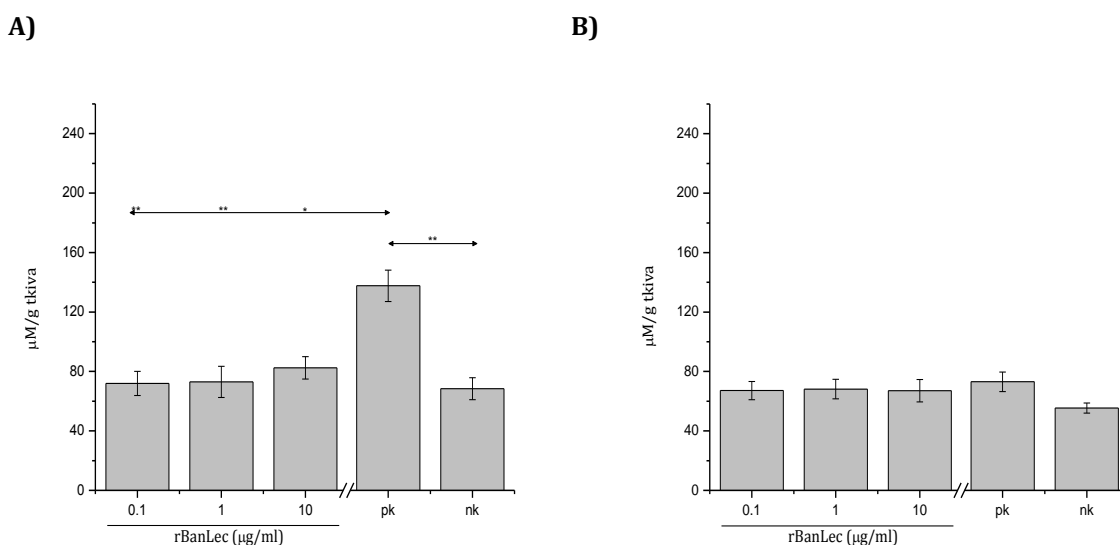 A)
B)
240
200
160
120
80
40
0
μM/g tkiva
** ** *
**
0.1 1 10 pk nk
rBanLec (μg/ml)
240
200
160
120
80
40
0
μM/g tkiva
0.1 1 10 pk nk
rBanLec (μg/ml)